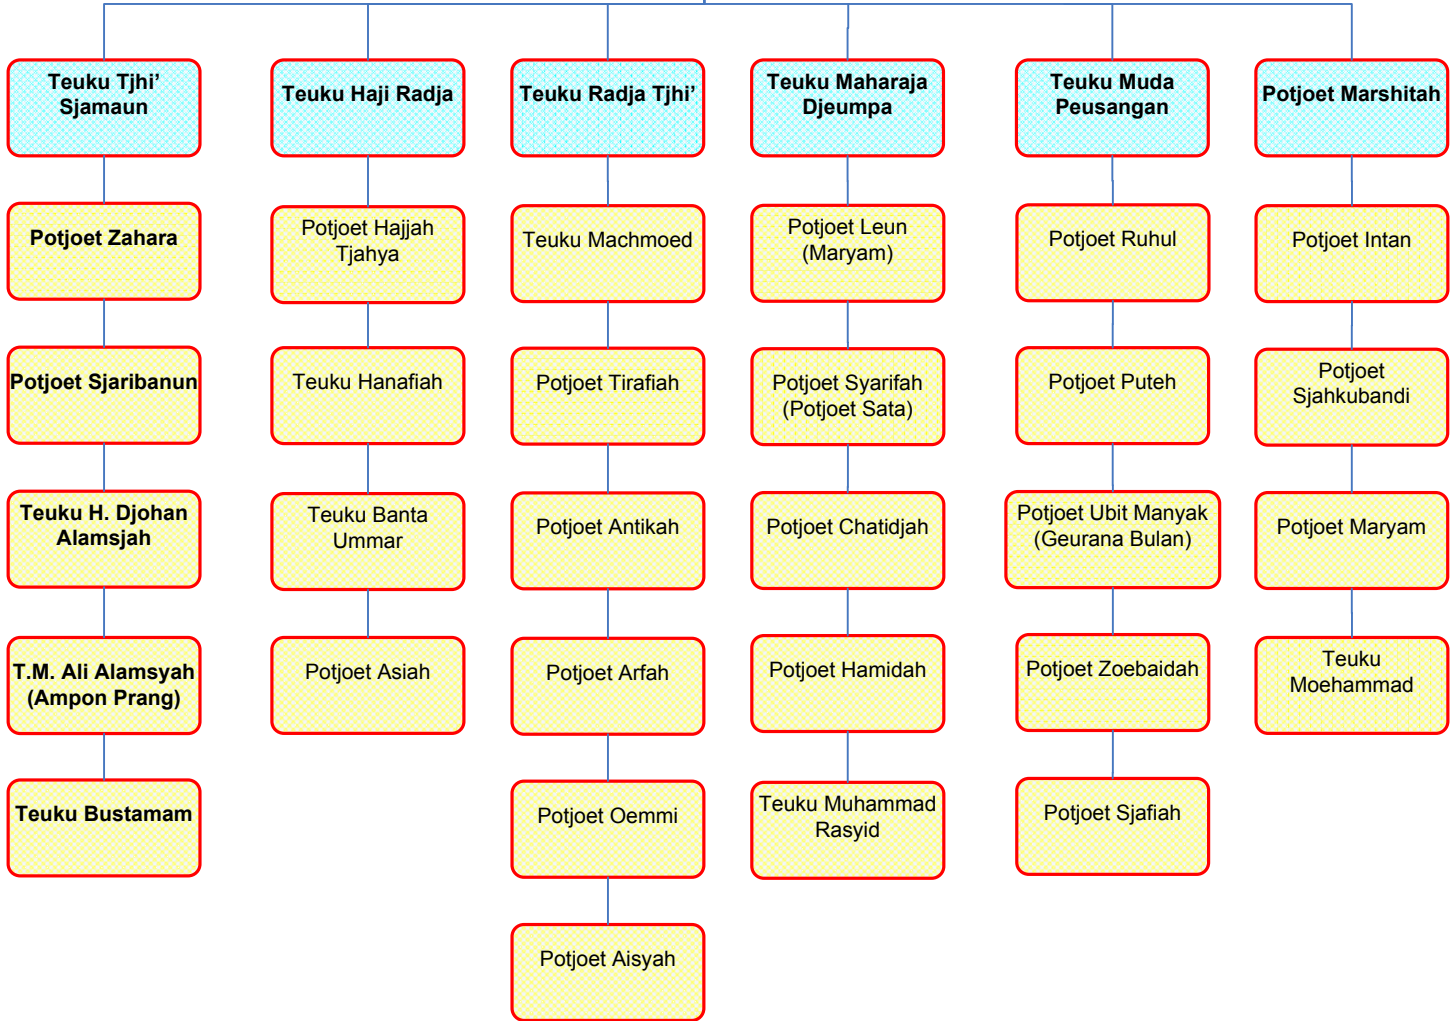 Teuku Tjhi’
Sjamaun
Teuku Haji Radja
Teuku Radja Tjhi’
Teuku Maharaja
Djeumpa
Teuku Muda
Peusangan
Potjoet Marshitah
Potjoet Zahara
Potjoet Hajjah
Tjahya
Teuku Machmoed
Potjoet Leun
(Maryam)
Potjoet Ruhul
Potjoet Intan
Potjoet Sjaribanun
Teuku Hanafiah
Potjoet Tirafiah
Potjoet Syarifah
(Potjoet Sata)
Potjoet Puteh
Potjoet
Sjahkubandi
Teuku H. Djohan
Alamsjah
Teuku Banta
Ummar
Potjoet Antikah
Potjoet Chatidjah
Potjoet Ubit Manyak
(Geurana Bulan)
Potjoet Maryam
T.M. Ali Alamsyah
(Ampon Prang)
Potjoet Asiah
Potjoet Arfah
Potjoet Hamidah
Potjoet Zoebaidah
Teuku
Moehammad
Teuku Bustamam
Potjoet Oemmi
Teuku Muhammad
Rasyid
Potjoet Sjafiah
Potjoet Aisyah